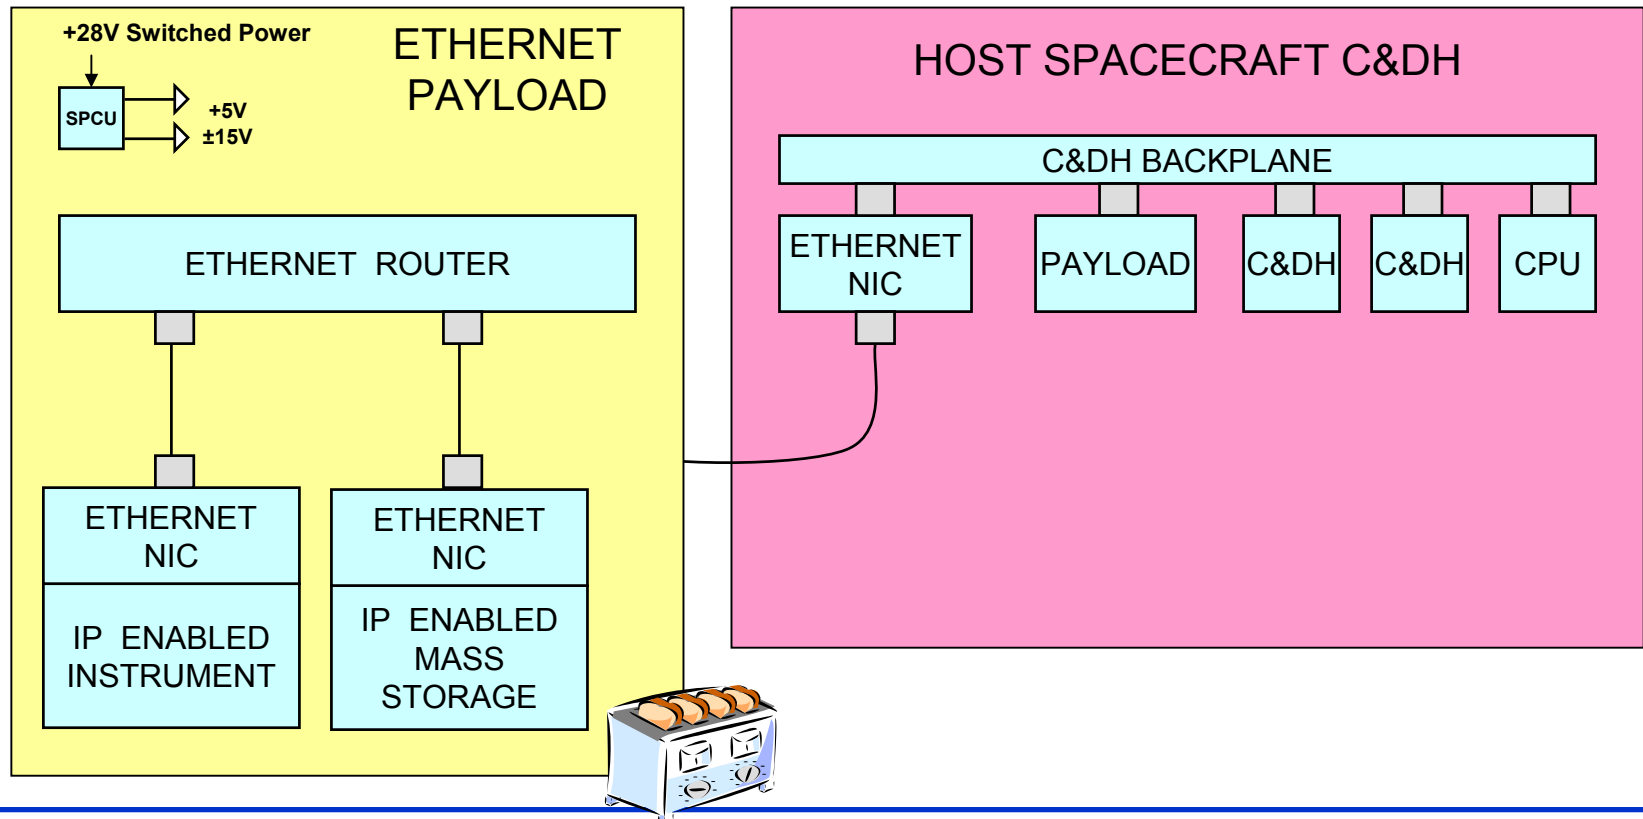 +28V Switched Power
SPCU
+5V
±15V
ETHERNET
PAYLOAD
ETHERNET ROUTER
ETHERNET
NIC
IP ENABLED
INSTRUMENT
ETHERNET
NIC
IP ENABLED
MASS
STORAGE
HOST SPACECRAFT C&DH
C&DH BACKPLANE
ETHERNET
NIC
PAYLOAD
C&DH
C&DH
CPU